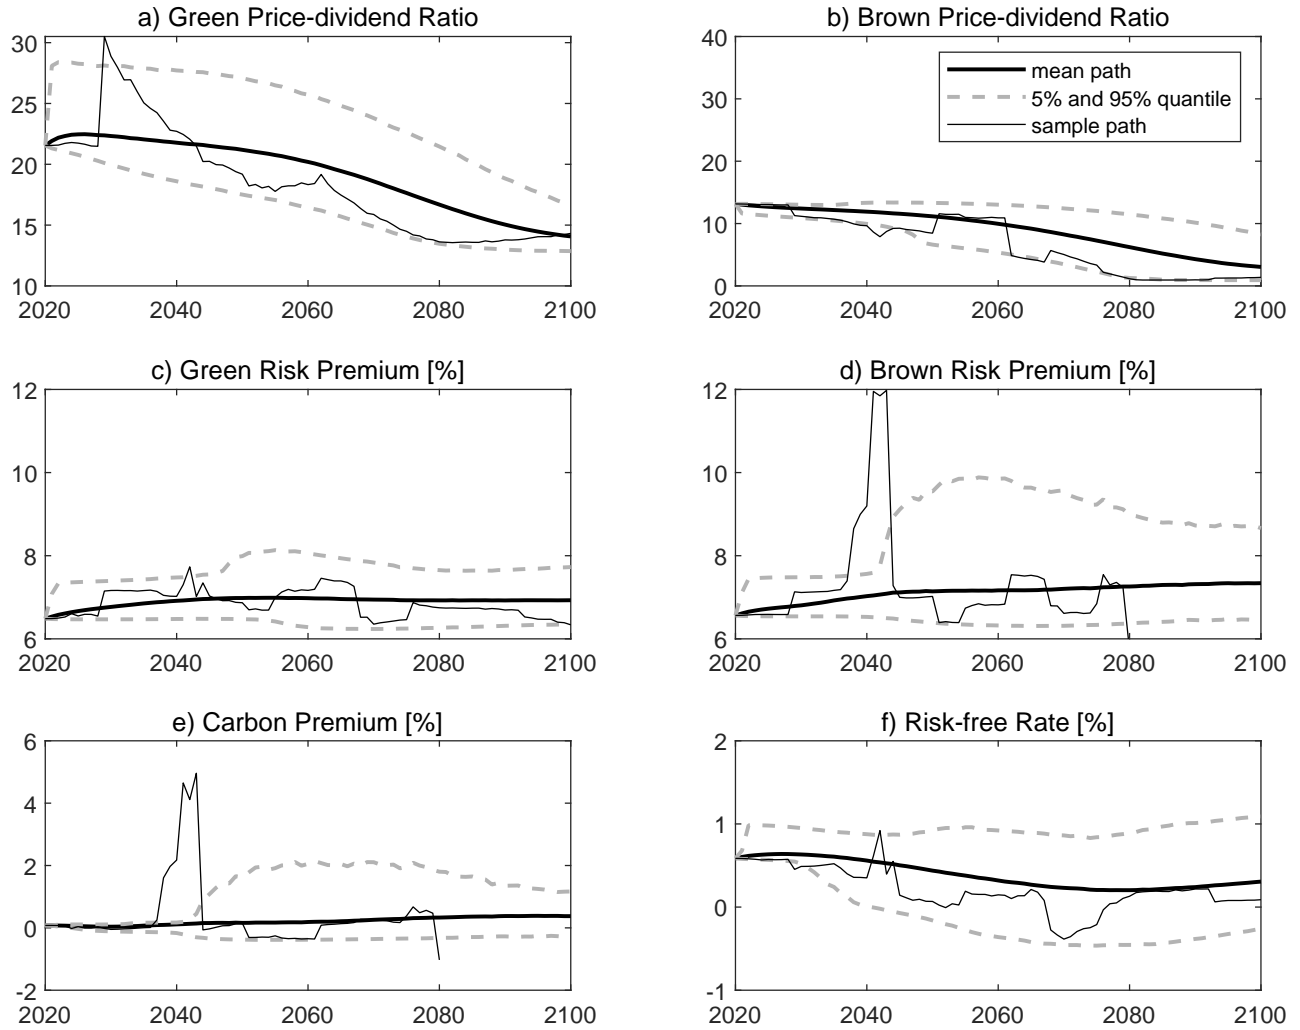 a) Green Price-dividend Ratio
30
25
20
15
10
2020 2040 2060 2080 2100
b) Brown Price-dividend Ratio
40
30
20
10
0
2020 2040 2060 2080 2100
mean path
5% and 95% quantile
sample path
c) Green Risk Premium [%]
12
10
8
6
2020 2040 2060 2080 2100
d) Brown Risk Premium [%]
12
10
8
6
2020 2040 2060 2080 2100
e) Carbon Premium [%]
6
4
2
0
-2
2020 2040 2060 2080 2100
f) Risk-free Rate [%]
2
1
0
-1
2020 2040 2060 2080 2100